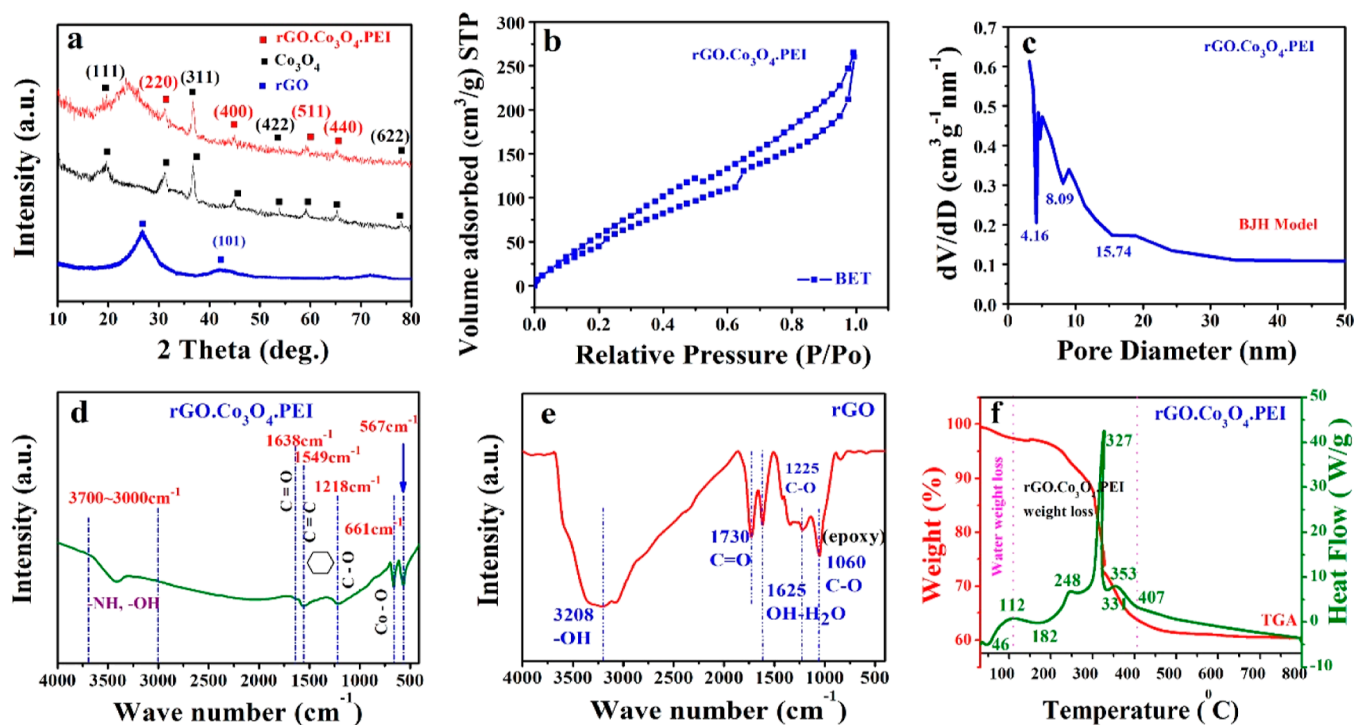 a
rGO.Co₃O₄.PEI
Co₃O₄
rGO
(111)
(220)
(311)
(400)
(422)
(511)
(440)
(622)
(101)
Intensity (a.u.)
10 20 30 40 50 60 70 80
2 Theta (deg.)
b
rGO.Co₃O₄.PEI
Volume adsorbed (cm³/g) STP
300
250
200
150
100
50
0
BET
0.0 0.2 0.4 0.6 0.8 1.0
Relative Pressure (P/Po)
c
rGO.Co₃O₄.PEI
dV/dD (cm³g⁻¹nm⁻¹)
0.7
0.6
0.5
0.4
0.3
0.2
0.1
0.0
8.09
4.16
15.74
BJH Model
0 10 20 30 40 50
Pore Diameter (nm)
d
rGO.Co₃O₄.PEI
567cm⁻¹
1638cm⁻¹
1549cm⁻¹
1218cm⁻¹
3700~3000cm⁻¹
661cm⁻¹
C=O
C=C
C-O
Co-O
-NH, -OH
Intensity (a.u.)
4000 3500 3000 2500 2000 1500 1000 500
Wave number (cm⁻¹)
e
rGO
1225
C-O
(epoxy)
1730
C=O
1060
C-O
1625
OH-H₂O
3208
-OH
Intensity (a.u.)
4000 3500 3000 2500 2000 1500 1000 500
Wave number (cm⁻¹)
f
rGO.Co₃O₄.PEI
Weight (%)
100
90
80
70
60
Water weight loss
rGO.Co₃O₄.PEI
weight loss
327
248
353
331
407
112
182
46
TGA
50
40
30
20
10
0
-10
Heat Flow (W/g)
0 100 200 300 400 500 600 700 800
Temperature (°C)